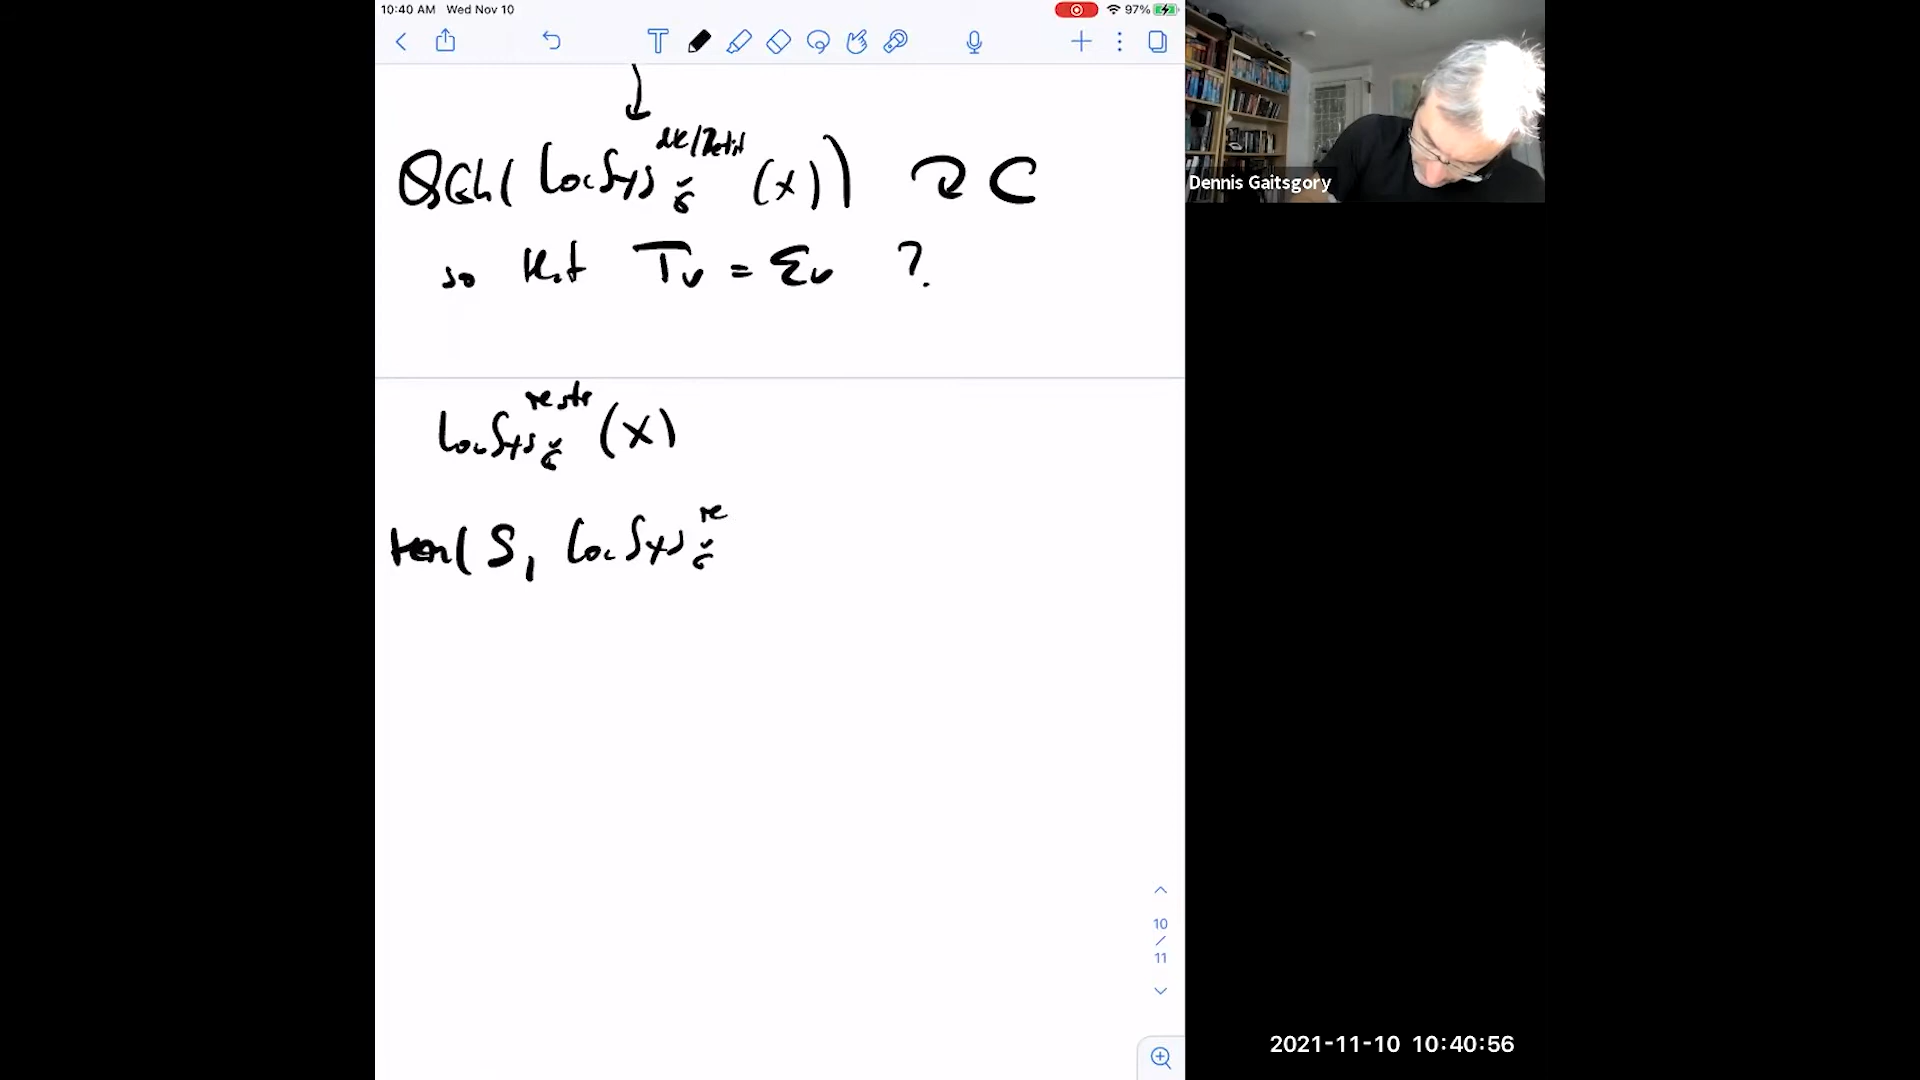 10:40 AM Wed Nov 10
97%
T
Dennis Gaitsgory
QCoh( LocSys_Ǧ^{dR/Betti} (X) ) ↷ C
so that T_V = Ɛ_V ?
LocSys_Ǧ^{restr} (X)
Hom( S, LocSys_Ǧ^{re}
10
/
11
2021-11-10 10:40:56